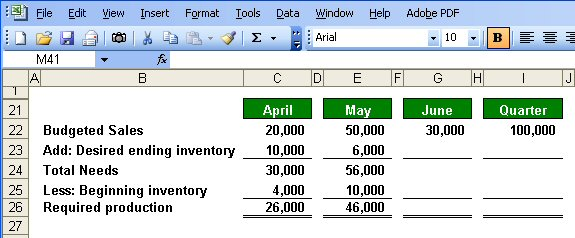 File Edit View Insert Format Tools Data Window Help Adobe PDF
Σ Arial 10 B
M41 fx
A B C D E F G H I J
21 April May June Quarter
22 Budgeted Sales 20,000 50,000 30,000 100,000
23 Add: Desired ending inventory 10,000 6,000
24 Total Needs 30,000 56,000
25 Less: Beginning inventory 4,000 10,000
26 Required production 26,000 46,000
27